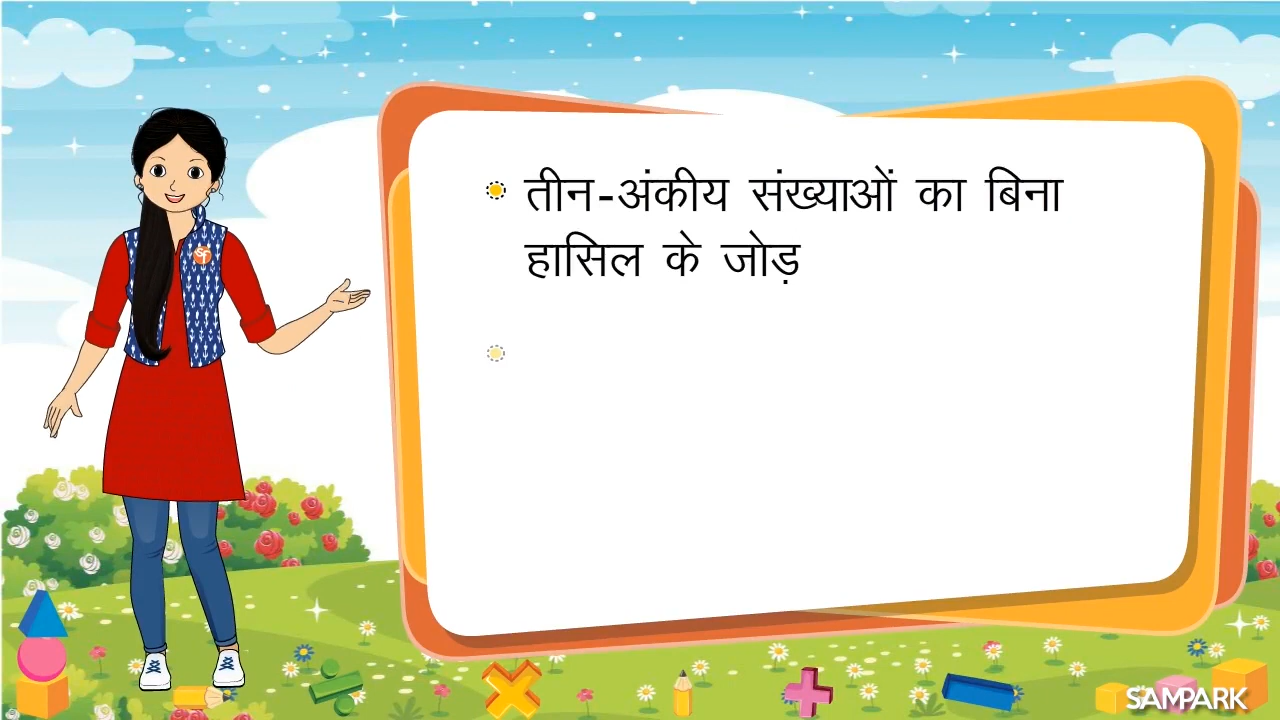 तीन-अंकीय संख्याओं का बिना
हासिल के जोड़
SAMPARK